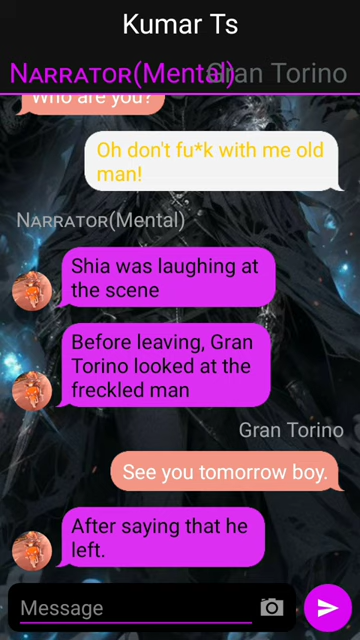 Kumar Ts
Nᴀʀʀᴀᴛᴏʀ(Mental) Gran Torino
Who are you?
Oh don't fu*k with me old
man!
Nᴀʀʀᴀᴛᴏʀ(Mental)
Shia was laughing at
the scene
Before leaving, Gran
Torino looked at the
freckled man
Gran Torino
See you tomorrow boy.
After saying that he
left.
Message